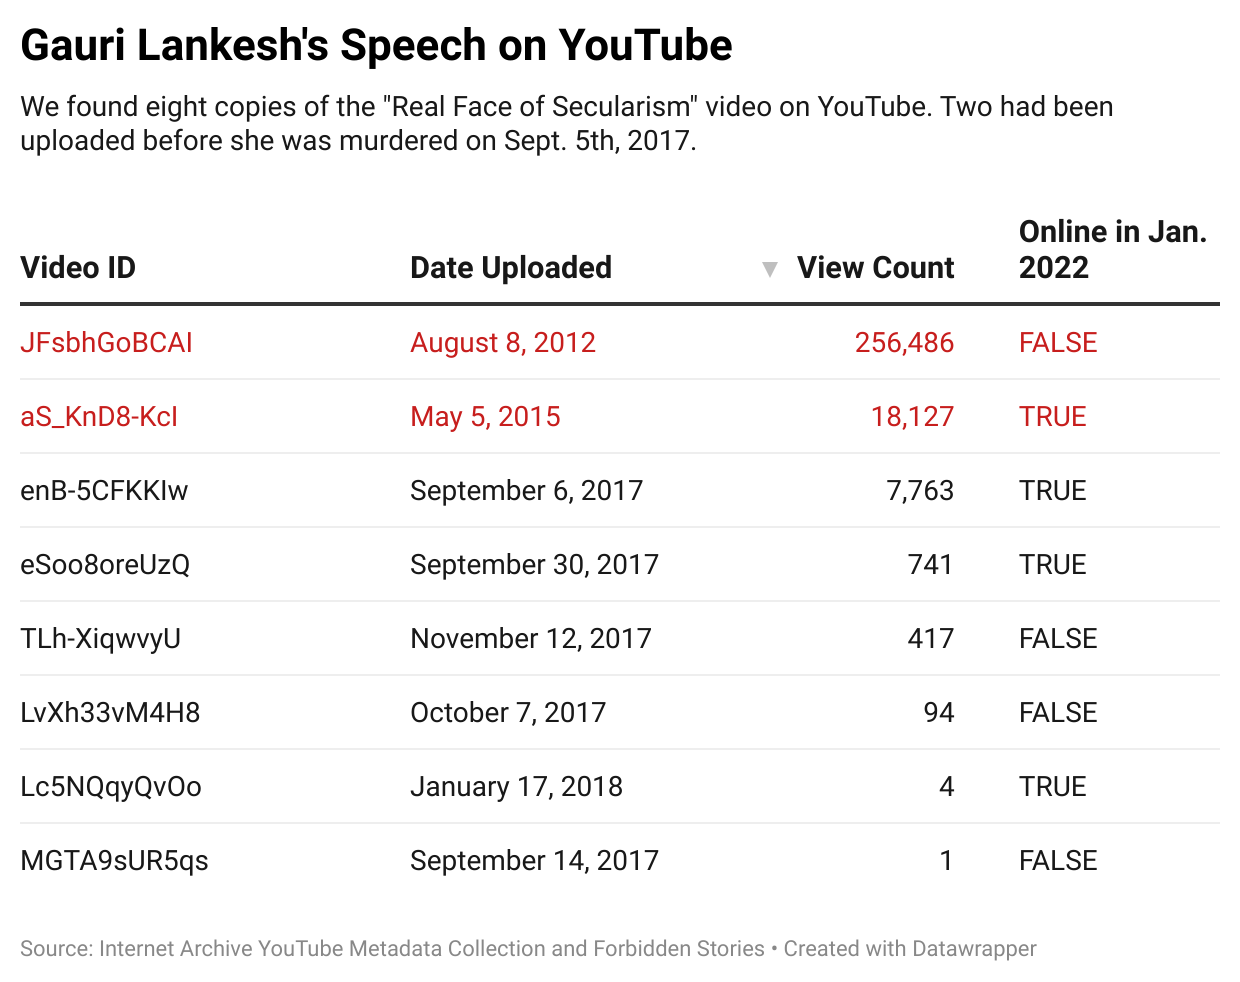 Gauri Lankesh's Speech on YouTube
We found eight copies of the "Real Face of Secularism" video on YouTube. Two had been
uploaded before she was murdered on Sept. 5th, 2017.
Video ID Date Uploaded ▼ View Count Online in Jan. 2022
JFsbhGoBCAI August 8, 2012 256,486 FALSE
aS_KnD8-KcI May 5, 2015 18,127 TRUE
enB-5CFKKIw September 6, 2017 7,763 TRUE
eSoo8oreUzQ September 30, 2017 741 TRUE
TLh-XiqwvyU November 12, 2017 417 FALSE
LvXh33vM4H8 October 7, 2017 94 FALSE
Lc5NQqyQvOo January 17, 2018 4 TRUE
MGTA9sUR5qs September 14, 2017 1 FALSE
Source: Internet Archive YouTube Metadata Collection and Forbidden Stories • Created with Datawrapper